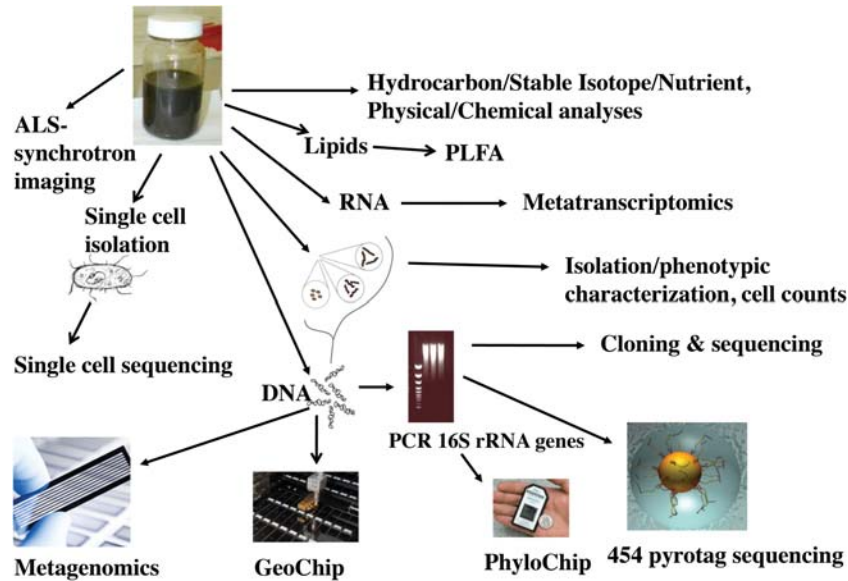 Hydrocarbon/Stable Isotope/Nutrient,
Physical/Chemical analyses
ALS-
synchrotron
imaging
Lipids
PLFA
RNA
Metatranscriptomics
Single cell
isolation
Isolation/phenotypic
characterization, cell counts
Single cell sequencing
Cloning & sequencing
DNA
PCR 16S rRNA genes
Metagenomics
GeoChip
PhyloChip
454 pyrotag sequencing